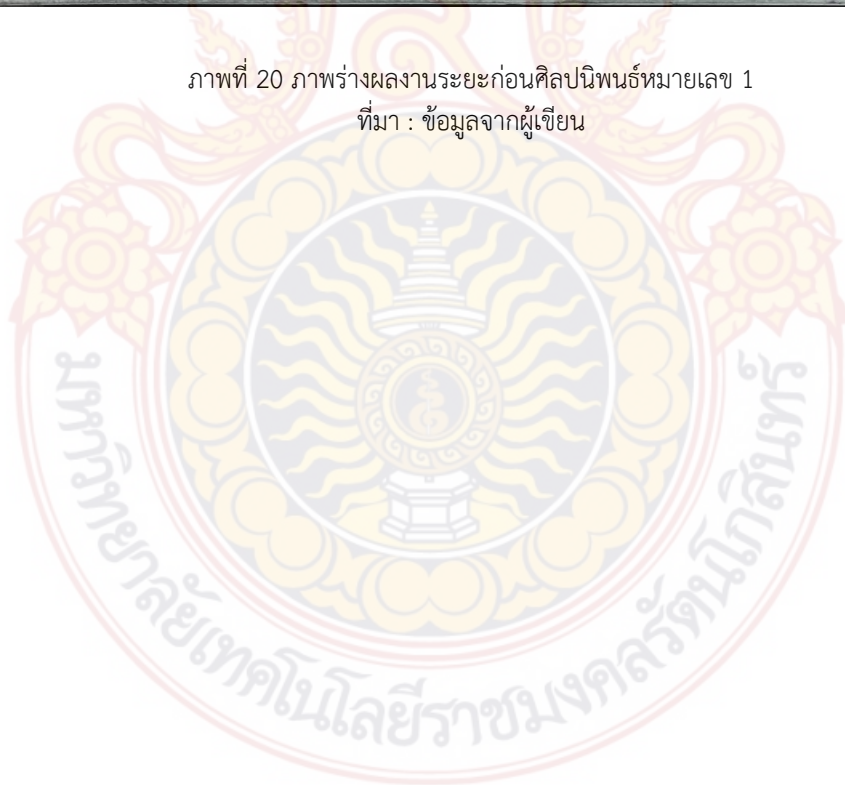 ภาพที่ 20 ภาพร่างผลงานระยะก่อนศิลปนิพนธ์หมายเลข 1
ที่มา : ข้อมูลจากผู้เขียน
มหาวิทยาลัยเทคโนโลยีราชมงคลรัตนโกสินทร์